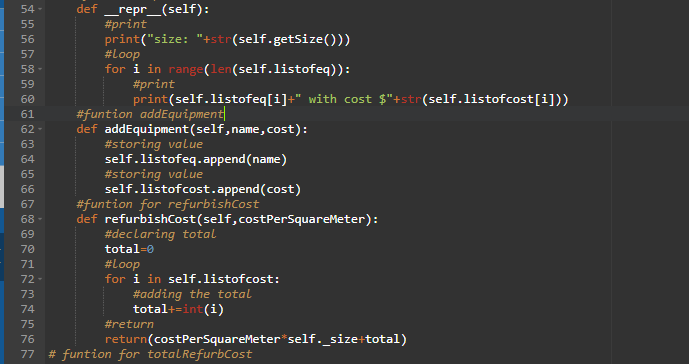 54 def __repr__(self):
55 #print
56 print("size: "+str(self.getSize()))
57 #loop
58 for i in range(len(self.listofeq)):
59 #print
60 print(self.listofeq[i]+" with cost $"+str(self.listofcost[i]))
61 #funtion addEquipment
62 def addEquipment(self,name,cost):
63 #storing value
64 self.listofeq.append(name)
65 #storing value
66 self.listofcost.append(cost)
67 #funtion for refurbishCost
68 def refurbishCost(self,costPerSquareMeter):
69 #declaring total
70 total=0
71 #loop
72 for i in self.listofcost:
73 #adding the total
74 total+=int(i)
75 #return
76 return(costPerSquareMeter*self._size+total)
77 # funtion for totalRefurbCost